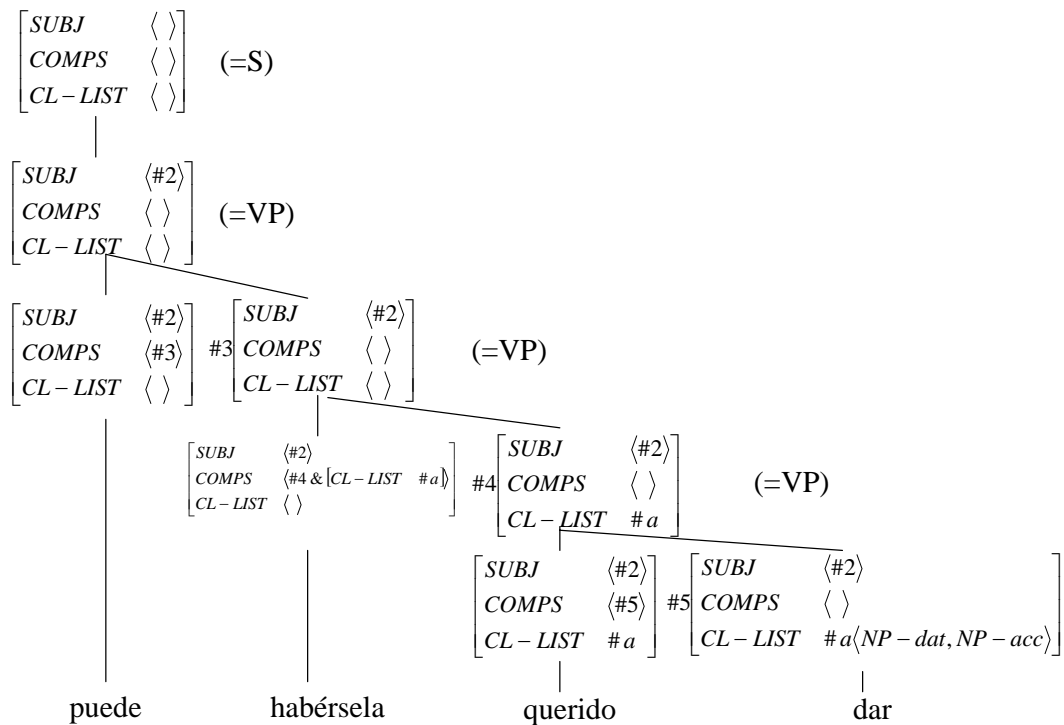 SUBJ ⟨ ⟩
COMPS ⟨ ⟩ (=S)
CL – LIST ⟨ ⟩
SUBJ ⟨#2⟩
COMPS ⟨ ⟩ (=VP)
CL – LIST ⟨ ⟩
SUBJ ⟨#2⟩
COMPS ⟨#3⟩
CL – LIST ⟨ ⟩
#3
SUBJ ⟨#2⟩
COMPS ⟨ ⟩ (=VP)
CL – LIST ⟨ ⟩
SUBJ ⟨#2⟩
COMPS ⟨#4 & [CL – LIST #a]⟩
CL – LIST ⟨ ⟩
#4
SUBJ ⟨#2⟩
COMPS ⟨ ⟩ (=VP)
CL – LIST #a
SUBJ ⟨#2⟩
COMPS ⟨#5⟩
CL – LIST #a
#5
SUBJ ⟨#2⟩
COMPS ⟨ ⟩
CL – LIST #a⟨NP – dat, NP – acc⟩
puede habérsela querido dar